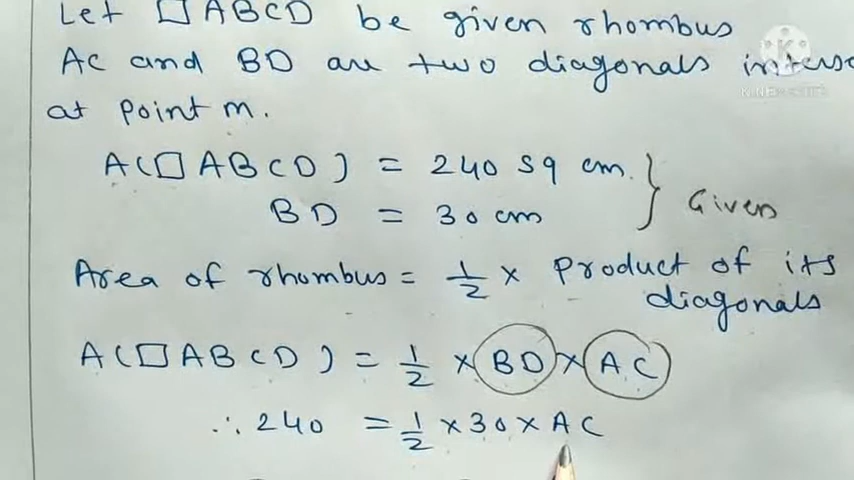 Let □ABCD be given rhombus
AC and BD are two diagonals
at point M.
A(□ABCD) = 240 sq cm.
BD = 30 cm
Given
Area of rhombus = 1/2 × Product of its
diagonals
A(□ABCD) = 1/2 × BD × AC
∴ 240 = 1/2 × 30 × AC